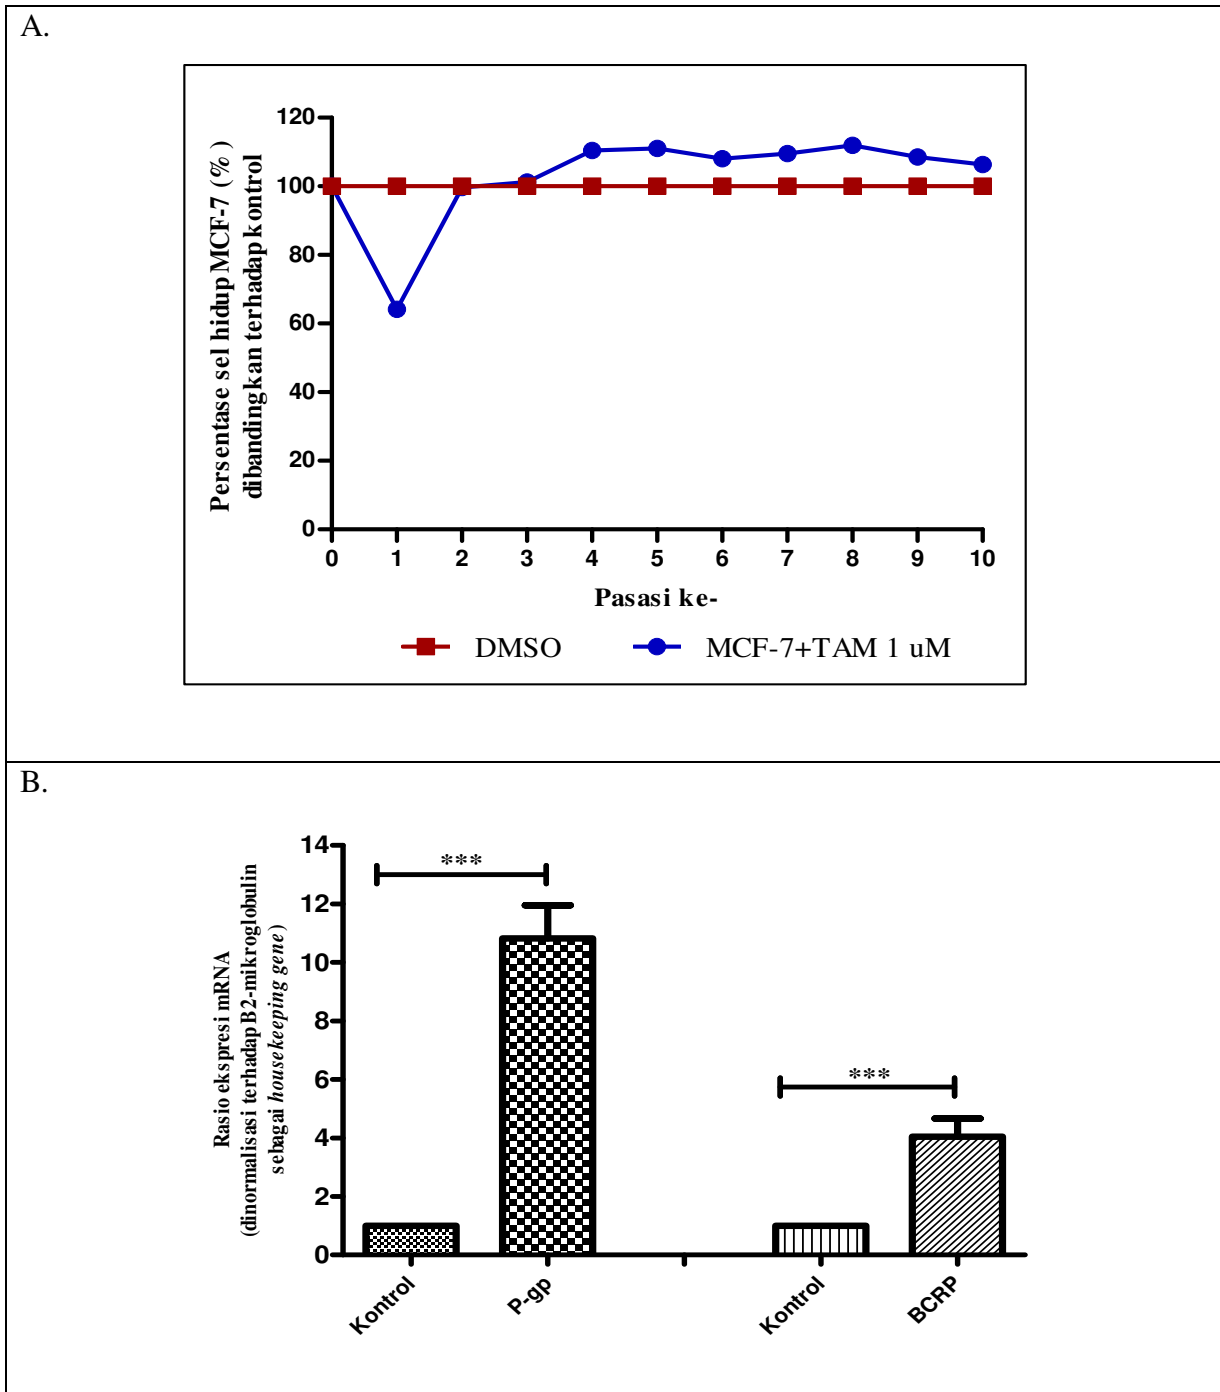 A.
Persentase sel hidup MCF-7 (%)
dibandingkan terhadap kontrol
120
100
80
60
40
20
0
0 1 2 3 4 5 6 7 8 9 10
Pasasi ke-
DMSO MCF-7+TAM 1 uM
B.
Rasio ekspresi mRNA
(dinormalisasi terhadap B2-mikroglobulin
sebagai housekeeping gene)
14
12
10
8
6
4
2
0
***
***
Kontrol P-gp Kontrol BCRP